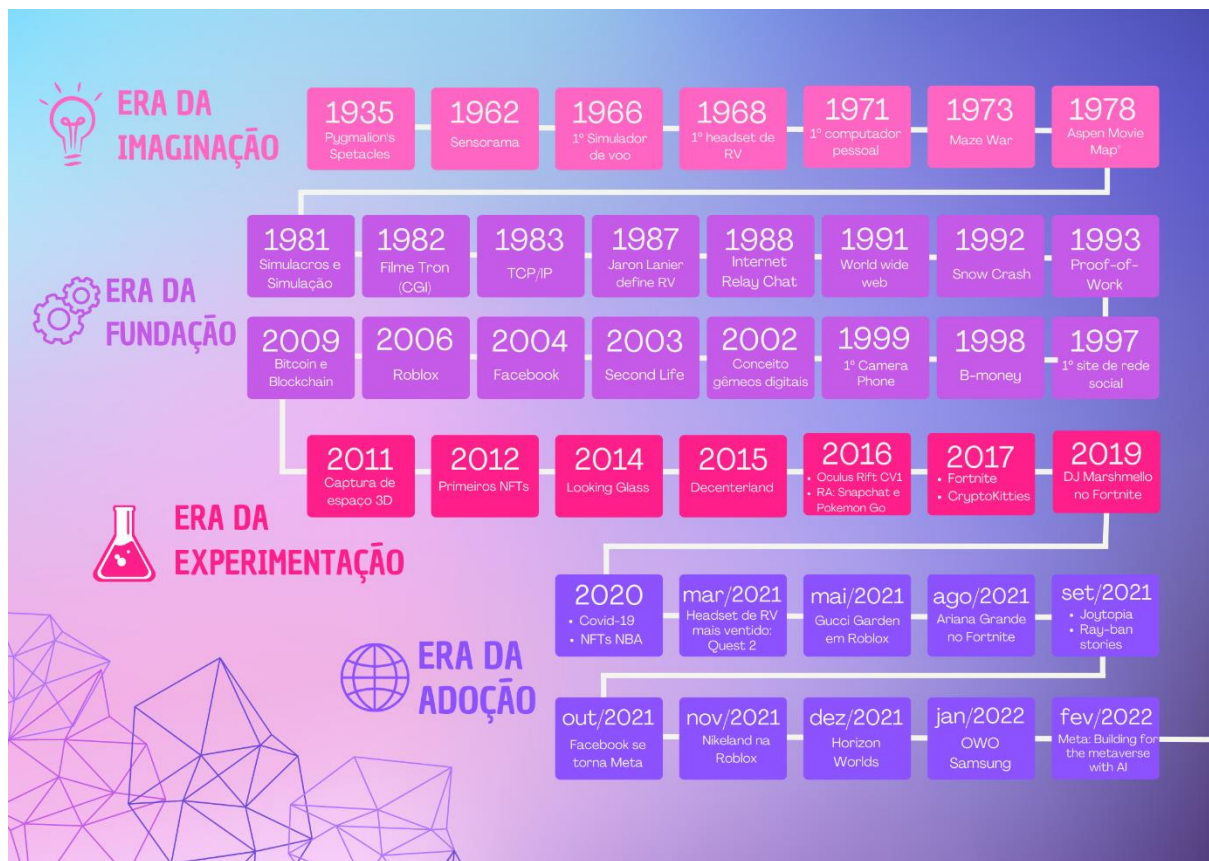 ERA DA
IMAGINAÇÃO
1935
Pygmalion's
Spetacles
1962
Sensorama
1966
1º Simulador
de voo
1968
1º headset de
RV
1971
1º computador
pessoal
1973
Maze War
1978
Aspen Movie
Map"
ERA DA
FUNDAÇÃO
1981
Simulacros e
Simulação
1982
Filme Tron
(CGI)
1983
TCP/IP
1987
Jaron Lanier
define RV
1988
Internet
Relay Chat
1991
World wide
web
1992
Snow Crash
1993
Proof-of-
Work
1997
1º site de rede
social
1998
B-money
1999
1º Camera
Phone
2002
Conceito
gêmeos digitais
2003
Second Life
2004
Facebook
2006
Roblox
2009
Bitcoin e
Blockchain
ERA DA
EXPERIMENTAÇÃO
2011
Captura de
espaço 3D
2012
Primeiros NFTs
2014
Looking Glass
2015
Decenterland
2016
• Oculus Rift CV1
• RA: Snapchat e
Pokemon Go
2017
• Fortnite
• CryptoKitties
2019
DJ Marshmello
no Fortnite
ERA DA
ADOÇÃO
2020
• Covid-19
• NFTs NBA
mar/2021
Headset de RV
mais ventido:
Quest 2
mai/2021
Gucci Garden
em Roblox
ago/2021
Ariana Grande
no Fortnite
set/2021
• Joytopia
• Ray-ban
stories
out/2021
Facebook se
torna Meta
nov/2021
Nikeland na
Roblox
dez/2021
Horizon
Worlds
jan/2022
OWO
Samsung
fev/2022
Meta: Building for
the metaverse
with AI